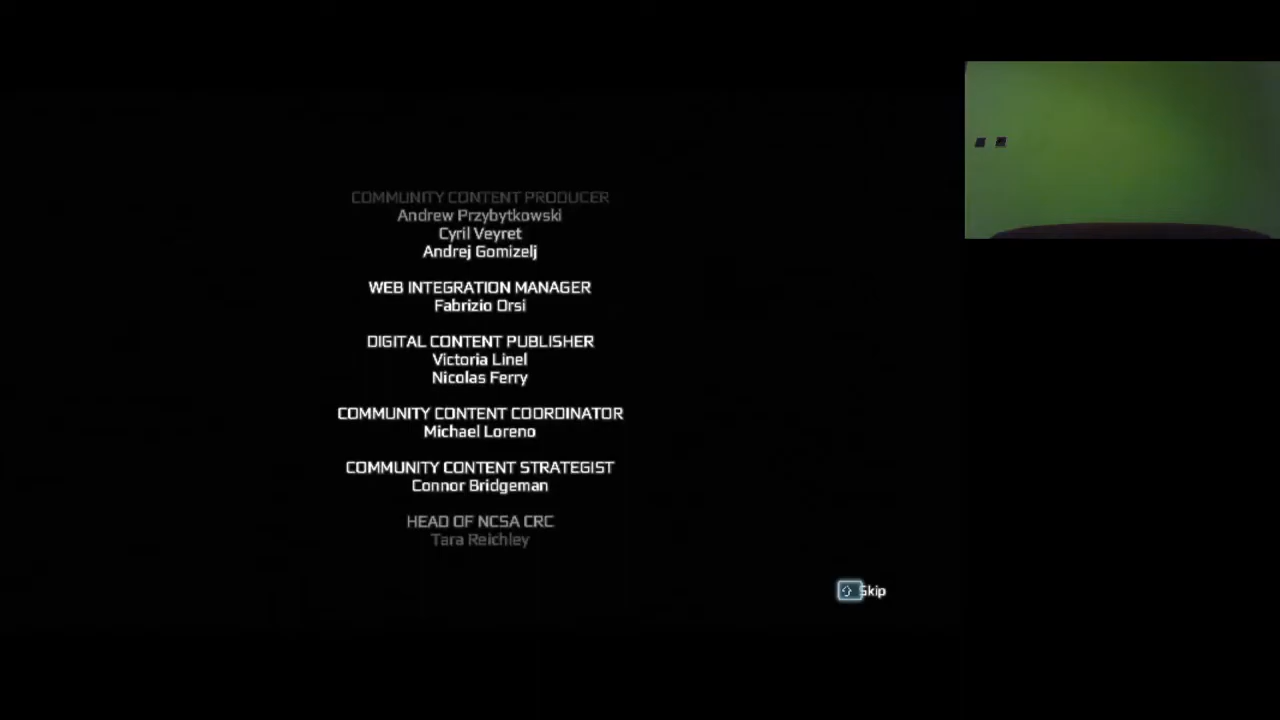 COMMUNITY CONTENT PRODUCER
Andrew Przybytkowski
Cyril Veyret
Andrej Gomizelj
WEB INTEGRATION MANAGER
Fabrizio Orsi
DIGITAL CONTENT PUBLISHER
Victoria Linel
Nicolas Ferry
COMMUNITY CONTENT COORDINATOR
Michael Loreno
COMMUNITY CONTENT STRATEGIST
Connor Bridgeman
HEAD OF NCSA CRC
Tara Reichley
Skip